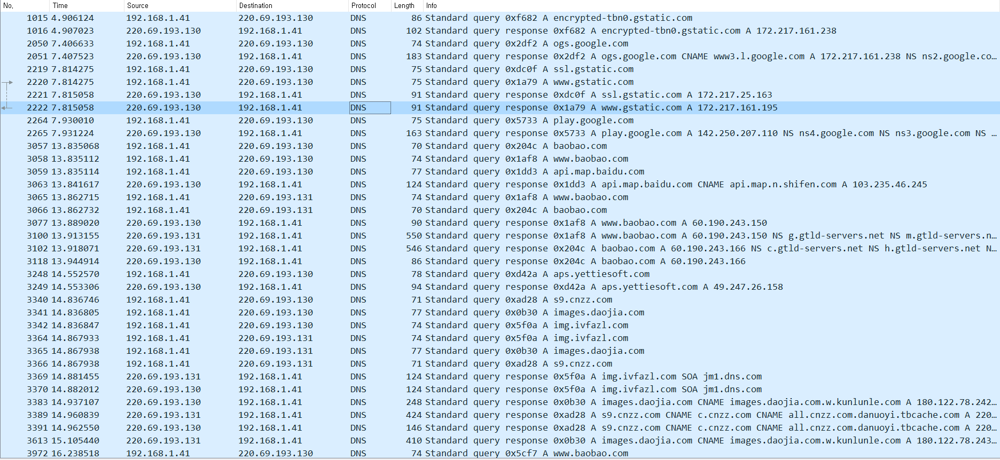 No. Time Source Destination Protocol Length Info
1015 4.906124 192.168.1.41 220.69.193.130 DNS 86 Standard query 0xf682 A encrypted-tbn0.gstatic.com
1016 4.907023 220.69.193.130 192.168.1.41 DNS 102 Standard query response 0xf682 A encrypted-tbn0.gstatic.com A 172.217.161.238
2050 7.406633 192.168.1.41 220.69.193.130 DNS 74 Standard query 0x2df2 A ogs.google.com
2051 7.407523 220.69.193.130 192.168.1.41 DNS 183 Standard query response 0x2df2 A ogs.google.com CNAME www3.l.google.com A 172.217.161.238 NS ns2.google.co…
2219 7.814275 192.168.1.41 220.69.193.130 DNS 75 Standard query 0xdc0f A ssl.gstatic.com
2220 7.814275 192.168.1.41 220.69.193.130 DNS 75 Standard query 0x1a79 A www.gstatic.com
2221 7.815058 220.69.193.130 192.168.1.41 DNS 91 Standard query response 0xdc0f A ssl.gstatic.com A 172.217.25.163
2222 7.815058 220.69.193.130 192.168.1.41 DNS 91 Standard query response 0x1a79 A www.gstatic.com A 172.217.161.195
2264 7.930010 192.168.1.41 220.69.193.130 DNS 75 Standard query 0x5733 A play.google.com
2265 7.931224 220.69.193.130 192.168.1.41 DNS 163 Standard query response 0x5733 A play.google.com A 142.250.207.110 NS ns4.google.com NS ns3.google.com NS …
3057 13.835068 192.168.1.41 220.69.193.130 DNS 70 Standard query 0x204c A baobao.com
3058 13.835112 192.168.1.41 220.69.193.130 DNS 74 Standard query 0x1af8 A www.baobao.com
3059 13.835114 192.168.1.41 220.69.193.130 DNS 77 Standard query 0x1dd3 A api.map.baidu.com
3063 13.841617 220.69.193.130 192.168.1.41 DNS 124 Standard query response 0x1dd3 A api.map.baidu.com CNAME api.map.n.shifen.com A 103.235.46.245
3065 13.862715 192.168.1.41 220.69.193.131 DNS 74 Standard query 0x1af8 A www.baobao.com
3066 13.862732 192.168.1.41 220.69.193.131 DNS 70 Standard query 0x204c A baobao.com
3077 13.889020 220.69.193.130 192.168.1.41 DNS 90 Standard query response 0x1af8 A www.baobao.com A 60.190.243.150
3100 13.913155 220.69.193.131 192.168.1.41 DNS 550 Standard query response 0x1af8 A www.baobao.com A 60.190.243.150 NS g.gtld-servers.net NS m.gtld-servers.n…
3102 13.918071 220.69.193.131 192.168.1.41 DNS 546 Standard query response 0x204c A baobao.com A 60.190.243.166 NS c.gtld-servers.net NS h.gtld-servers.net N…
3118 13.944914 220.69.193.130 192.168.1.41 DNS 86 Standard query response 0x204c A baobao.com A 60.190.243.166
3248 14.552570 192.168.1.41 220.69.193.130 DNS 78 Standard query 0xd42a A aps.yettiesoft.com
3249 14.553306 220.69.193.130 192.168.1.41 DNS 94 Standard query response 0xd42a A aps.yettiesoft.com A 49.247.26.158
3340 14.836746 192.168.1.41 220.69.193.130 DNS 71 Standard query 0xad28 A s9.cnzz.com
3341 14.836805 192.168.1.41 220.69.193.130 DNS 77 Standard query 0x0b30 A images.daojia.com
3342 14.836847 192.168.1.41 220.69.193.130 DNS 74 Standard query 0x5f0a A img.ivfazl.com
3364 14.867933 192.168.1.41 220.69.193.131 DNS 74 Standard query 0x5f0a A img.ivfazl.com
3365 14.867938 192.168.1.41 220.69.193.131 DNS 77 Standard query 0x0b30 A images.daojia.com
3366 14.867938 192.168.1.41 220.69.193.131 DNS 71 Standard query 0xad28 A s9.cnzz.com
3369 14.881455 220.69.193.131 192.168.1.41 DNS 124 Standard query response 0x5f0a A img.ivfazl.com SOA jm1.dns.com
3370 14.882012 220.69.193.130 192.168.1.41 DNS 124 Standard query response 0x5f0a A img.ivfazl.com SOA jm1.dns.com
3383 14.937107 220.69.193.130 192.168.1.41 DNS 248 Standard query response 0x0b30 A images.daojia.com CNAME images.daojia.com.w.kunlunle.com A 180.122.78.242…
3389 14.960839 220.69.193.131 192.168.1.41 DNS 424 Standard query response 0xad28 A s9.cnzz.com CNAME c.cnzz.com CNAME all.cnzz.com.danuoyi.tbcache.com A 220…
3391 14.962550 220.69.193.130 192.168.1.41 DNS 146 Standard query response 0xad28 A s9.cnzz.com CNAME c.cnzz.com CNAME all.cnzz.com.danuoyi.tbcache.com A 220…
3613 15.105440 220.69.193.131 192.168.1.41 DNS 410 Standard query response 0x0b30 A images.daojia.com CNAME images.daojia.com.w.kunlunle.com A 180.122.78.243…
3972 16.238518 192.168.1.41 220.69.193.130 DNS 74 Standard query 0x5cf7 A www.baobao.com